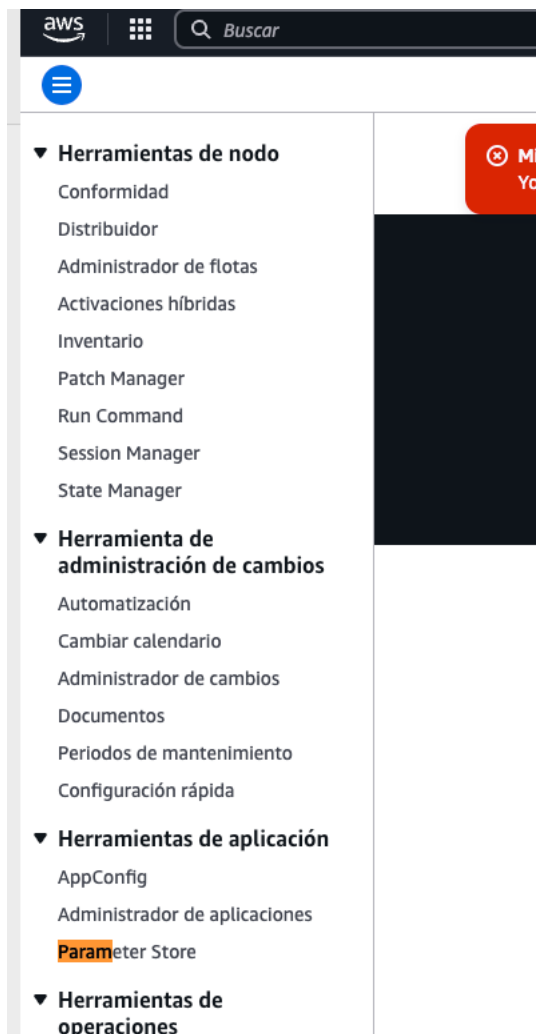 aws
Buscar
Herramientas de nodo
Conformidad
Distribuidor
Administrador de flotas
Activaciones híbridas
Inventario
Patch Manager
Run Command
Session Manager
State Manager
Herramienta de
administración de cambios
Automatización
Cambiar calendario
Administrador de cambios
Documentos
Periodos de mantenimiento
Configuración rápida
Herramientas de aplicación
AppConfig
Administrador de aplicaciones
Parameter Store
Herramientas de
operaciones